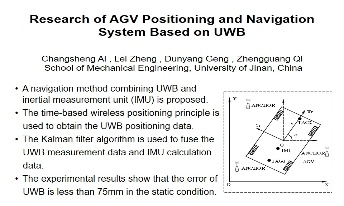 Research of AGV Positioning and Navigation
System Based on UWB
Changsheng Ai , Lei Zheng , Dunyang Geng , Zhengguang Qi
School of Mechanical Engineering, University of Jinan, China
• A navigation method combining UWB and
inertial measurement unit (IMU) is proposed.
• The time-based wireless positioning principle is
used to obtain the UWB positioning data.
• The Kalman filter algorithm is used to fuse the
UWB measurement data and IMU calculation
data.
• The experimental results show that the error of
UWB is less than 75mm in the static condition.
Y
ANCHOR
IMU
ANCHOR
ANCHOR
AGV
O
X